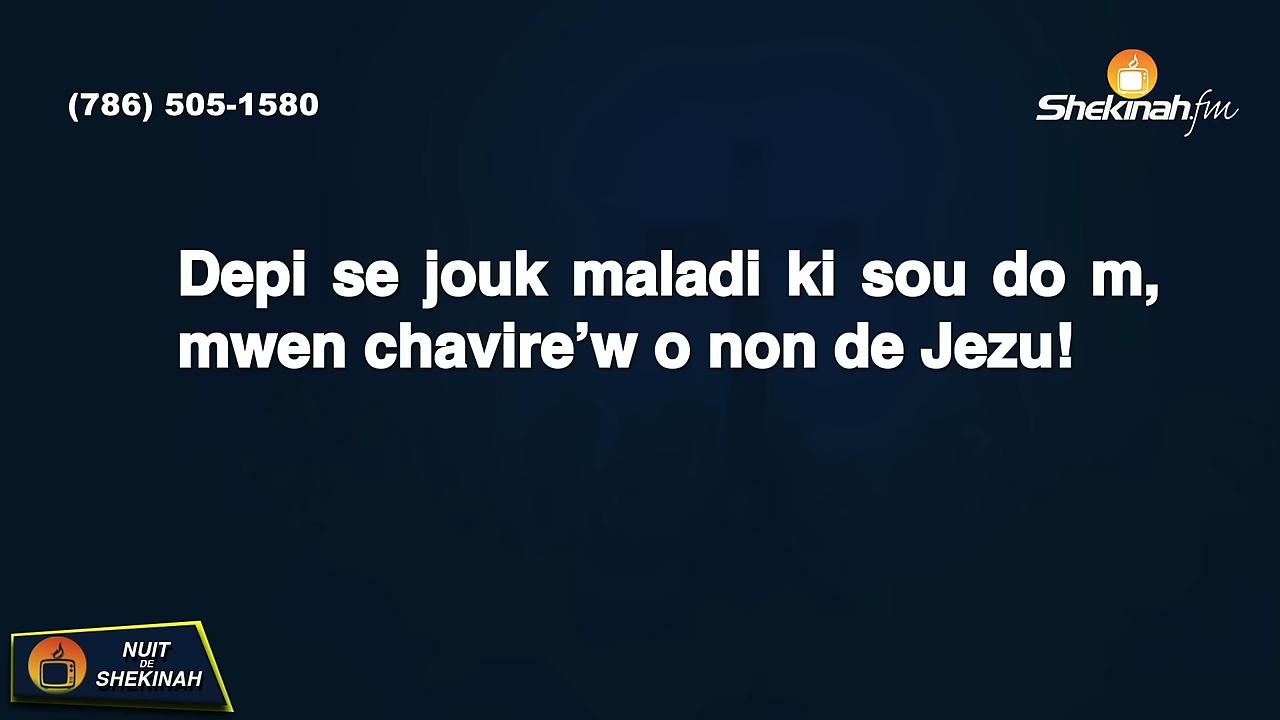 (786) 505-1580
Shekinah.fm
Depi se jouk maladi ki sou do m,
mwen chavire’w o non de Jezu!
NUIT
DE
SHEKINAH